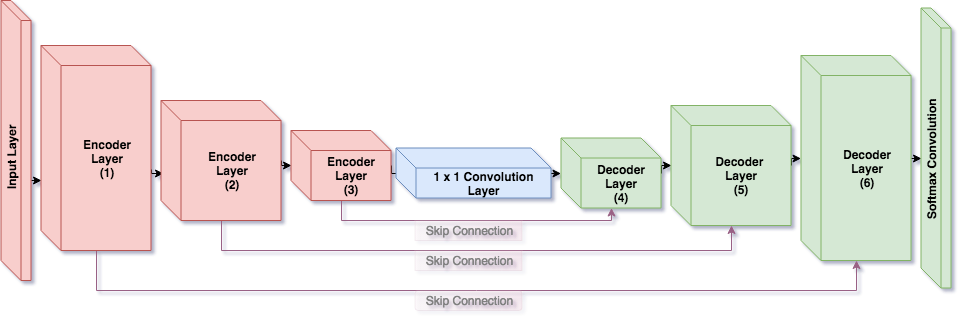 Input Layer
Encoder
Layer
(1)
Encoder
Layer
(2)
Encoder
Layer
(3)
1 x 1 Convolution
Layer
Decoder
Layer
(4)
Decoder
Layer
(5)
Decoder
Layer
(6)
Softmax Convolution
Skip Connection
Skip Connection
Skip Connection